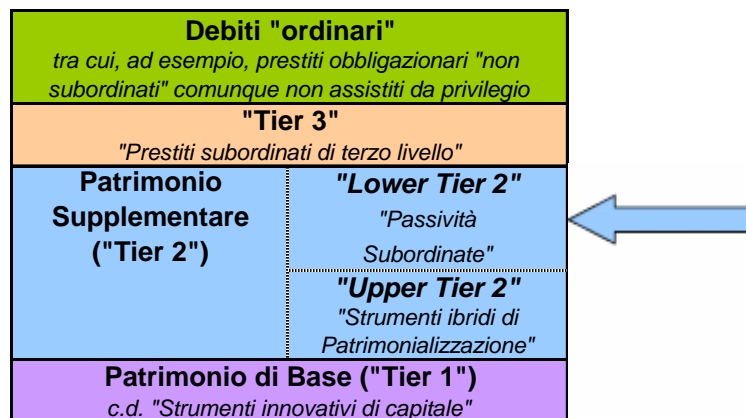 Debiti "ordinari"
tra cui, ad esempio, prestiti obbligazionari "non
subordinati" comunque non assistiti da privilegio
"Tier 3"
"Prestiti subordinati di terzo livello"
Patrimonio
Supplementare
("Tier 2")
"Lower Tier 2"
"Passività
Subordinate"
"Upper Tier 2"
"Strumenti ibridi di
Patrimonializzazione"
Patrimonio di Base ("Tier 1")
c.d. "Strumenti innovativi di capitale"